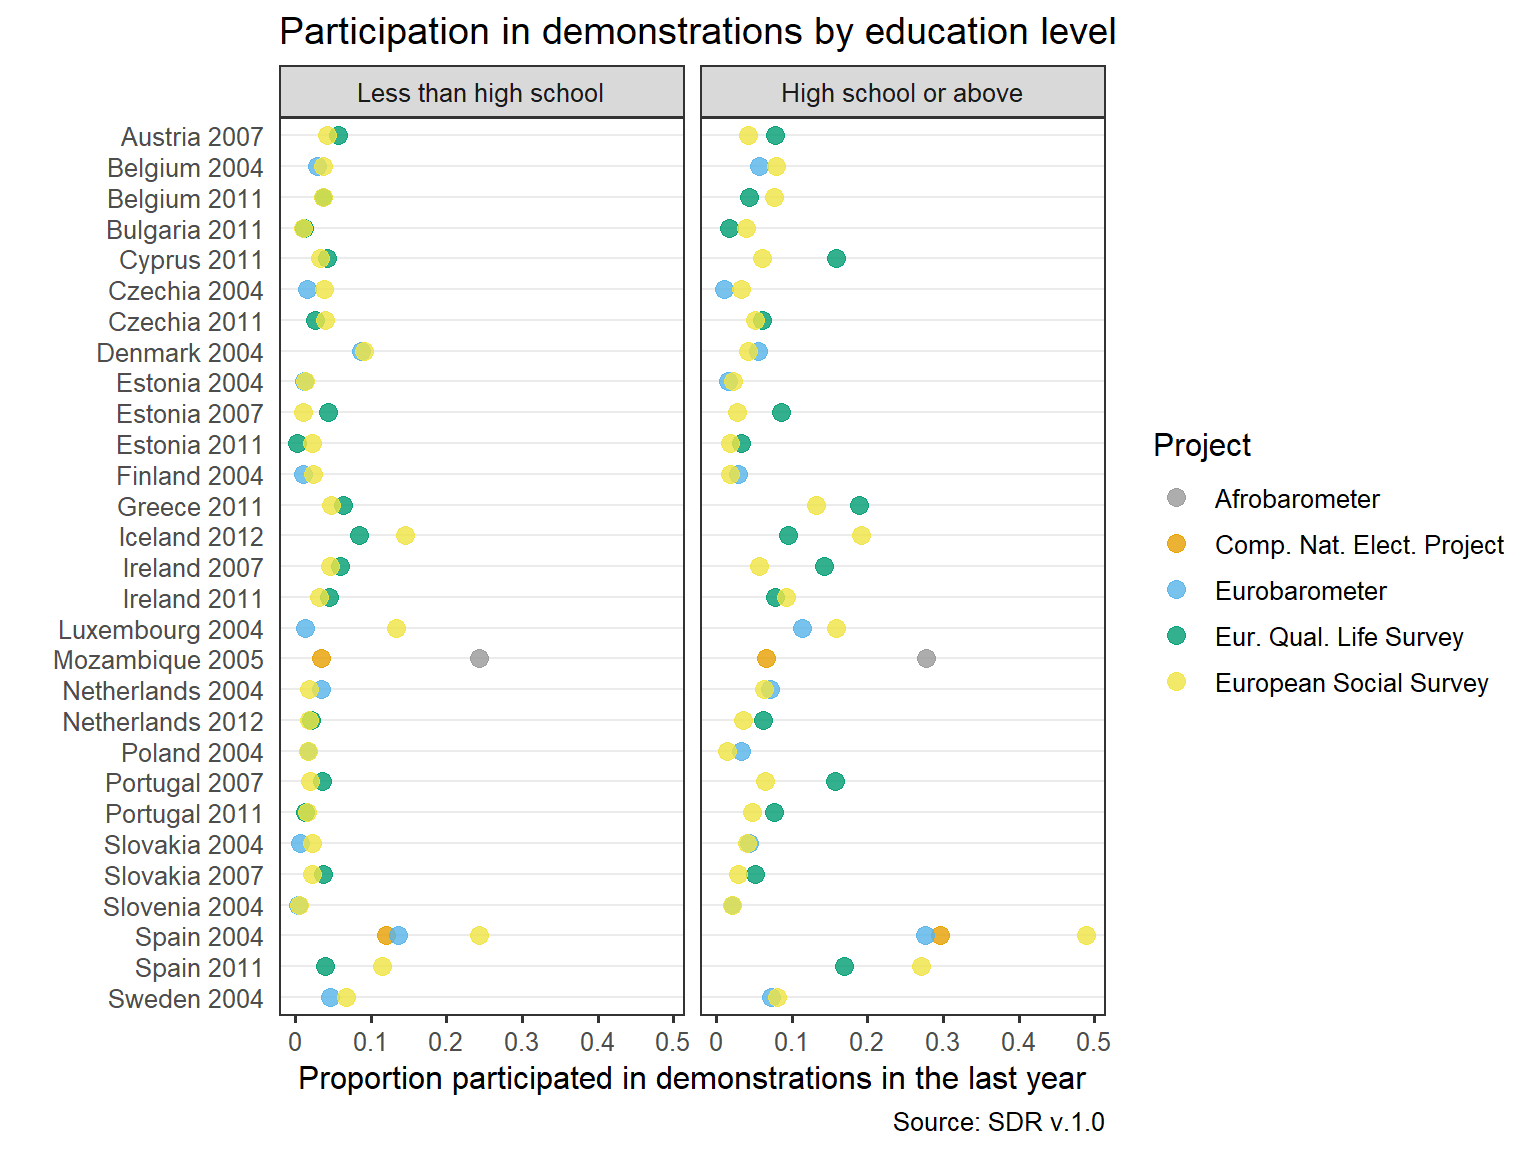 Participation in demonstrations by education level
Less than high school
High school or above
Austria 2007
Belgium 2004
Belgium 2011
Bulgaria 2011
Cyprus 2011
Czechia 2004
Czechia 2011
Denmark 2004
Estonia 2004
Estonia 2007
Estonia 2011
Finland 2004
Greece 2011
Iceland 2012
Ireland 2007
Ireland 2011
Luxembourg 2004
Mozambique 2005
Netherlands 2004
Netherlands 2012
Poland 2004
Portugal 2007
Portugal 2011
Slovakia 2004
Slovakia 2007
Slovenia 2004
Spain 2004
Spain 2011
Sweden 2004
0 0.1 0.2 0.3 0.4 0.5
0 0.1 0.2 0.3 0.4 0.5
Proportion participated in demonstrations in the last year
Source: SDR v.1.0
Project
Afrobarometer
Comp. Nat. Elect. Project
Eurobarometer
Eur. Qual. Life Survey
European Social Survey